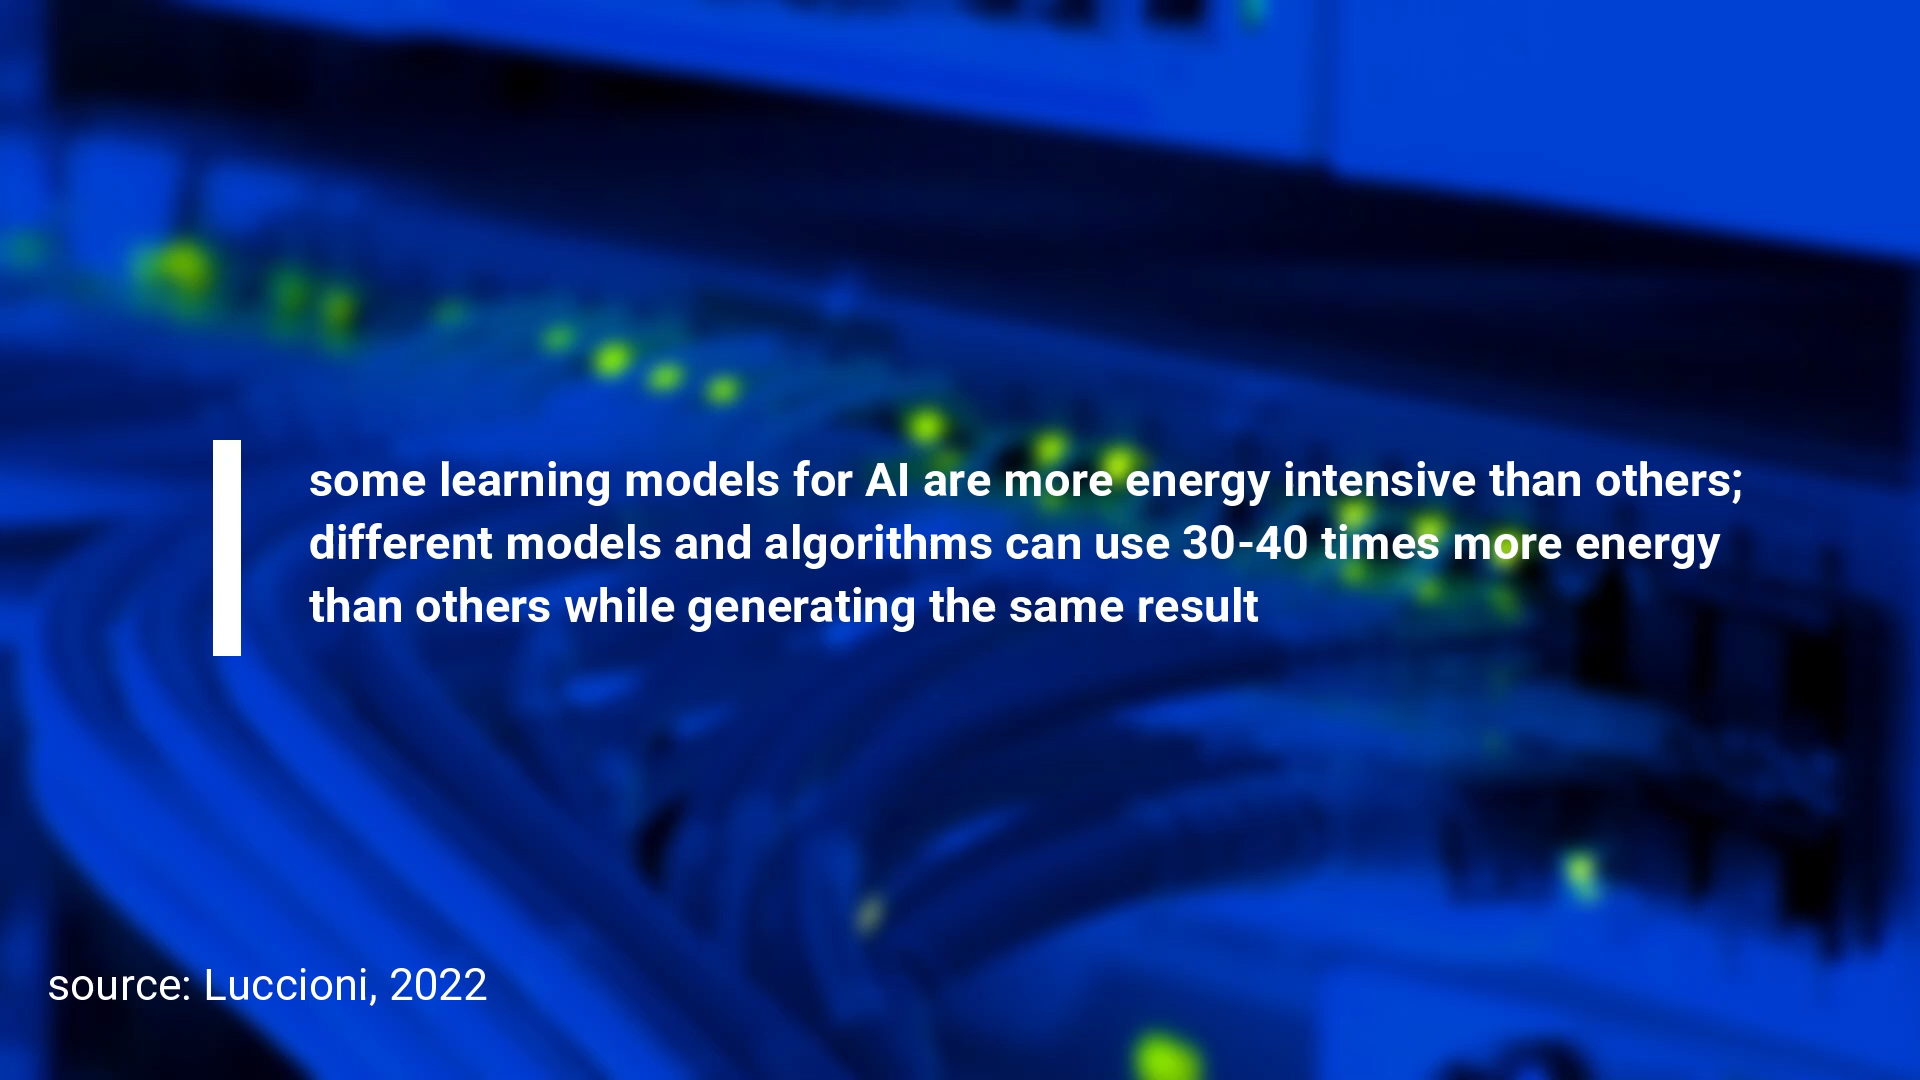 some learning models for AI are more energy intensive than others;
different models and algorithms can use 30-40 times more energy
than others while generating the same result
source: Luccioni, 2022